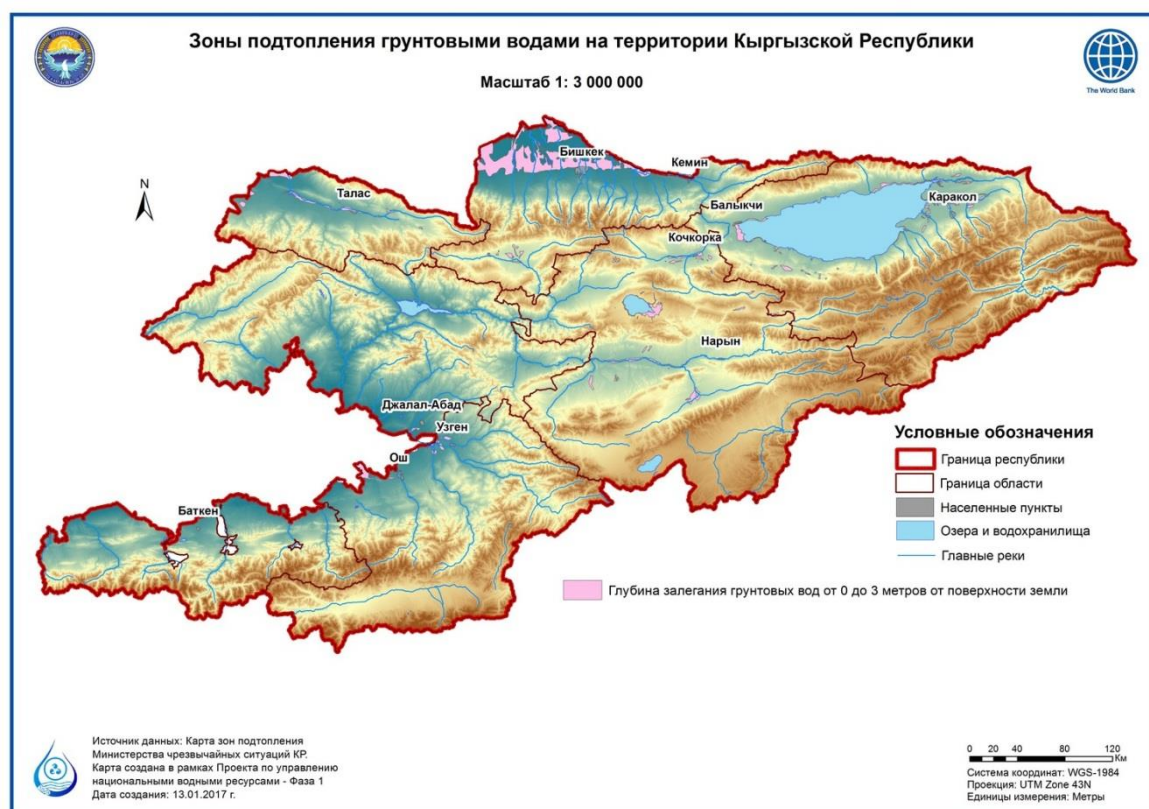 Зоны подтопления грунтовыми водами на территории Кыргызской Республики
Масштаб 1: 3 000 000
The World Bank
N
Бишкек
Кемин
Талас
Балыкчи
Каракол
Кочкорка
Нарын
Джалал-Абад
Узген
Ош
Баткен
Условные обозначения
Граница республики
Граница области
Населенные пункты
Озера и водохранилища
Главные реки
Глубина залегания грунтовых вод от 0 до 3 метров от поверхности земли
Источник данных: Карта зон подтопления
Министерства чрезвычайных ситуаций КР.
Карта создана в рамках Проекта по управлению
национальными водными ресурсами - Фаза 1
Дата создания: 13.01.2017 г.
0 20 40 80 120
Км
Система координат: WGS-1984
Проекция: UTM Zone 43N
Единицы измерения: Метры